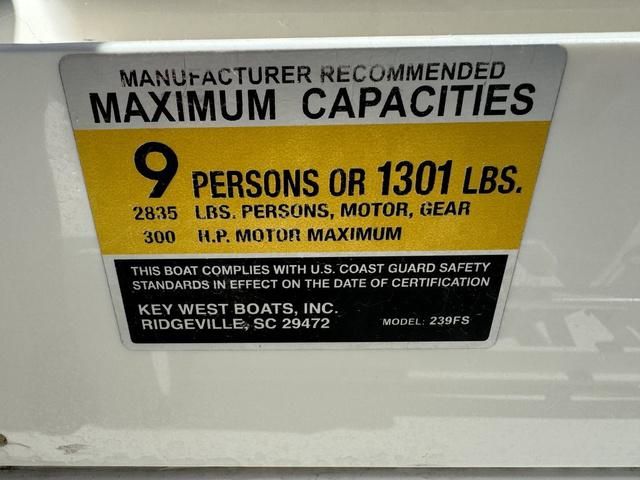 MANUFACTURER RECOMMENDED
MAXIMUM CAPACITIES
9 PERSONS OR 1301 LBS.
2835 LBS. PERSONS, MOTOR, GEAR
300 H.P. MOTOR MAXIMUM
THIS BOAT COMPLIES WITH U.S. COAST GUARD SAFETY
STANDARDS IN EFFECT ON THE DATE OF CERTIFICATION
KEY WEST BOATS, INC.
RIDGEVILLE, SC 29472 MODEL: 239FS